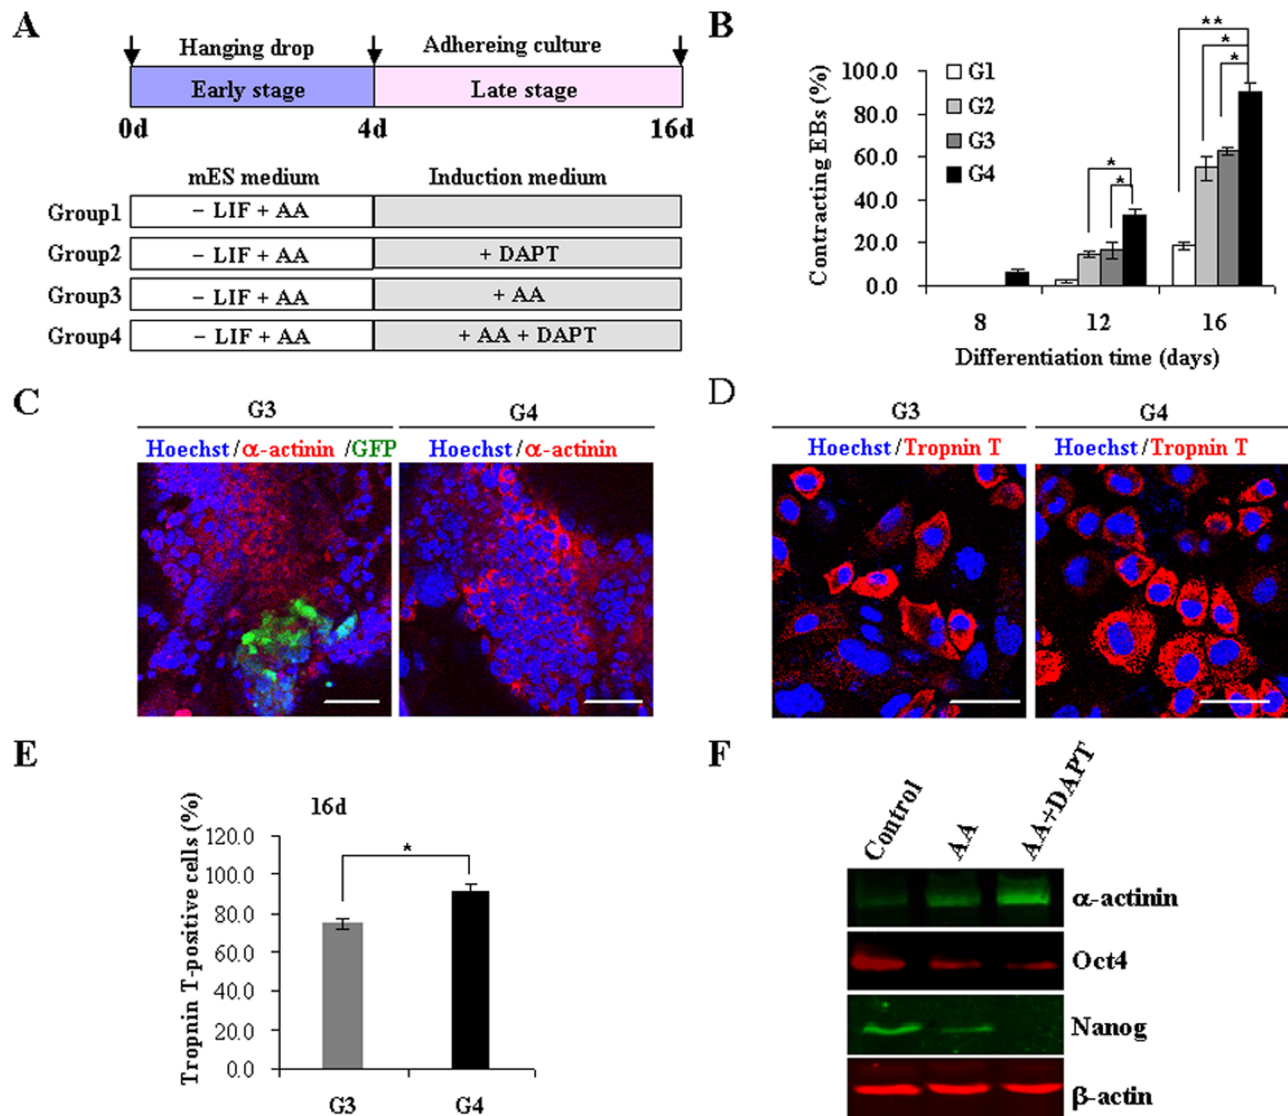 A
Hanging drop
Adhereing culture
Early stage
Late stage
0d
4d
16d
mES medium
Induction medium
Group1
– LIF + AA
Group2
– LIF + AA
+ DAPT
Group3
– LIF + AA
+ AA
Group4
– LIF + AA
+ AA + DAPT
B
Contracting EBs (%)
100.0
80.0
60.0
40.0
20.0
0.0
G1
G2
G3
G4
*
*
**
*
*
8
12
16
Differentiation time (days)
C
G3
G4
Hoechst/α-actinin /GFP
Hoechst/α-actinin
D
G3
G4
Hoechst/Tropnin T
Hoechst/Tropnin T
E
16d
Tropnin T-positive cells (%)
120.0
100.0
80.0
60.0
40.0
20.0
0.0
*
G3
G4
F
Control
AA
AA+DAPT
α-actinin
Oct4
Nanog
β-actin